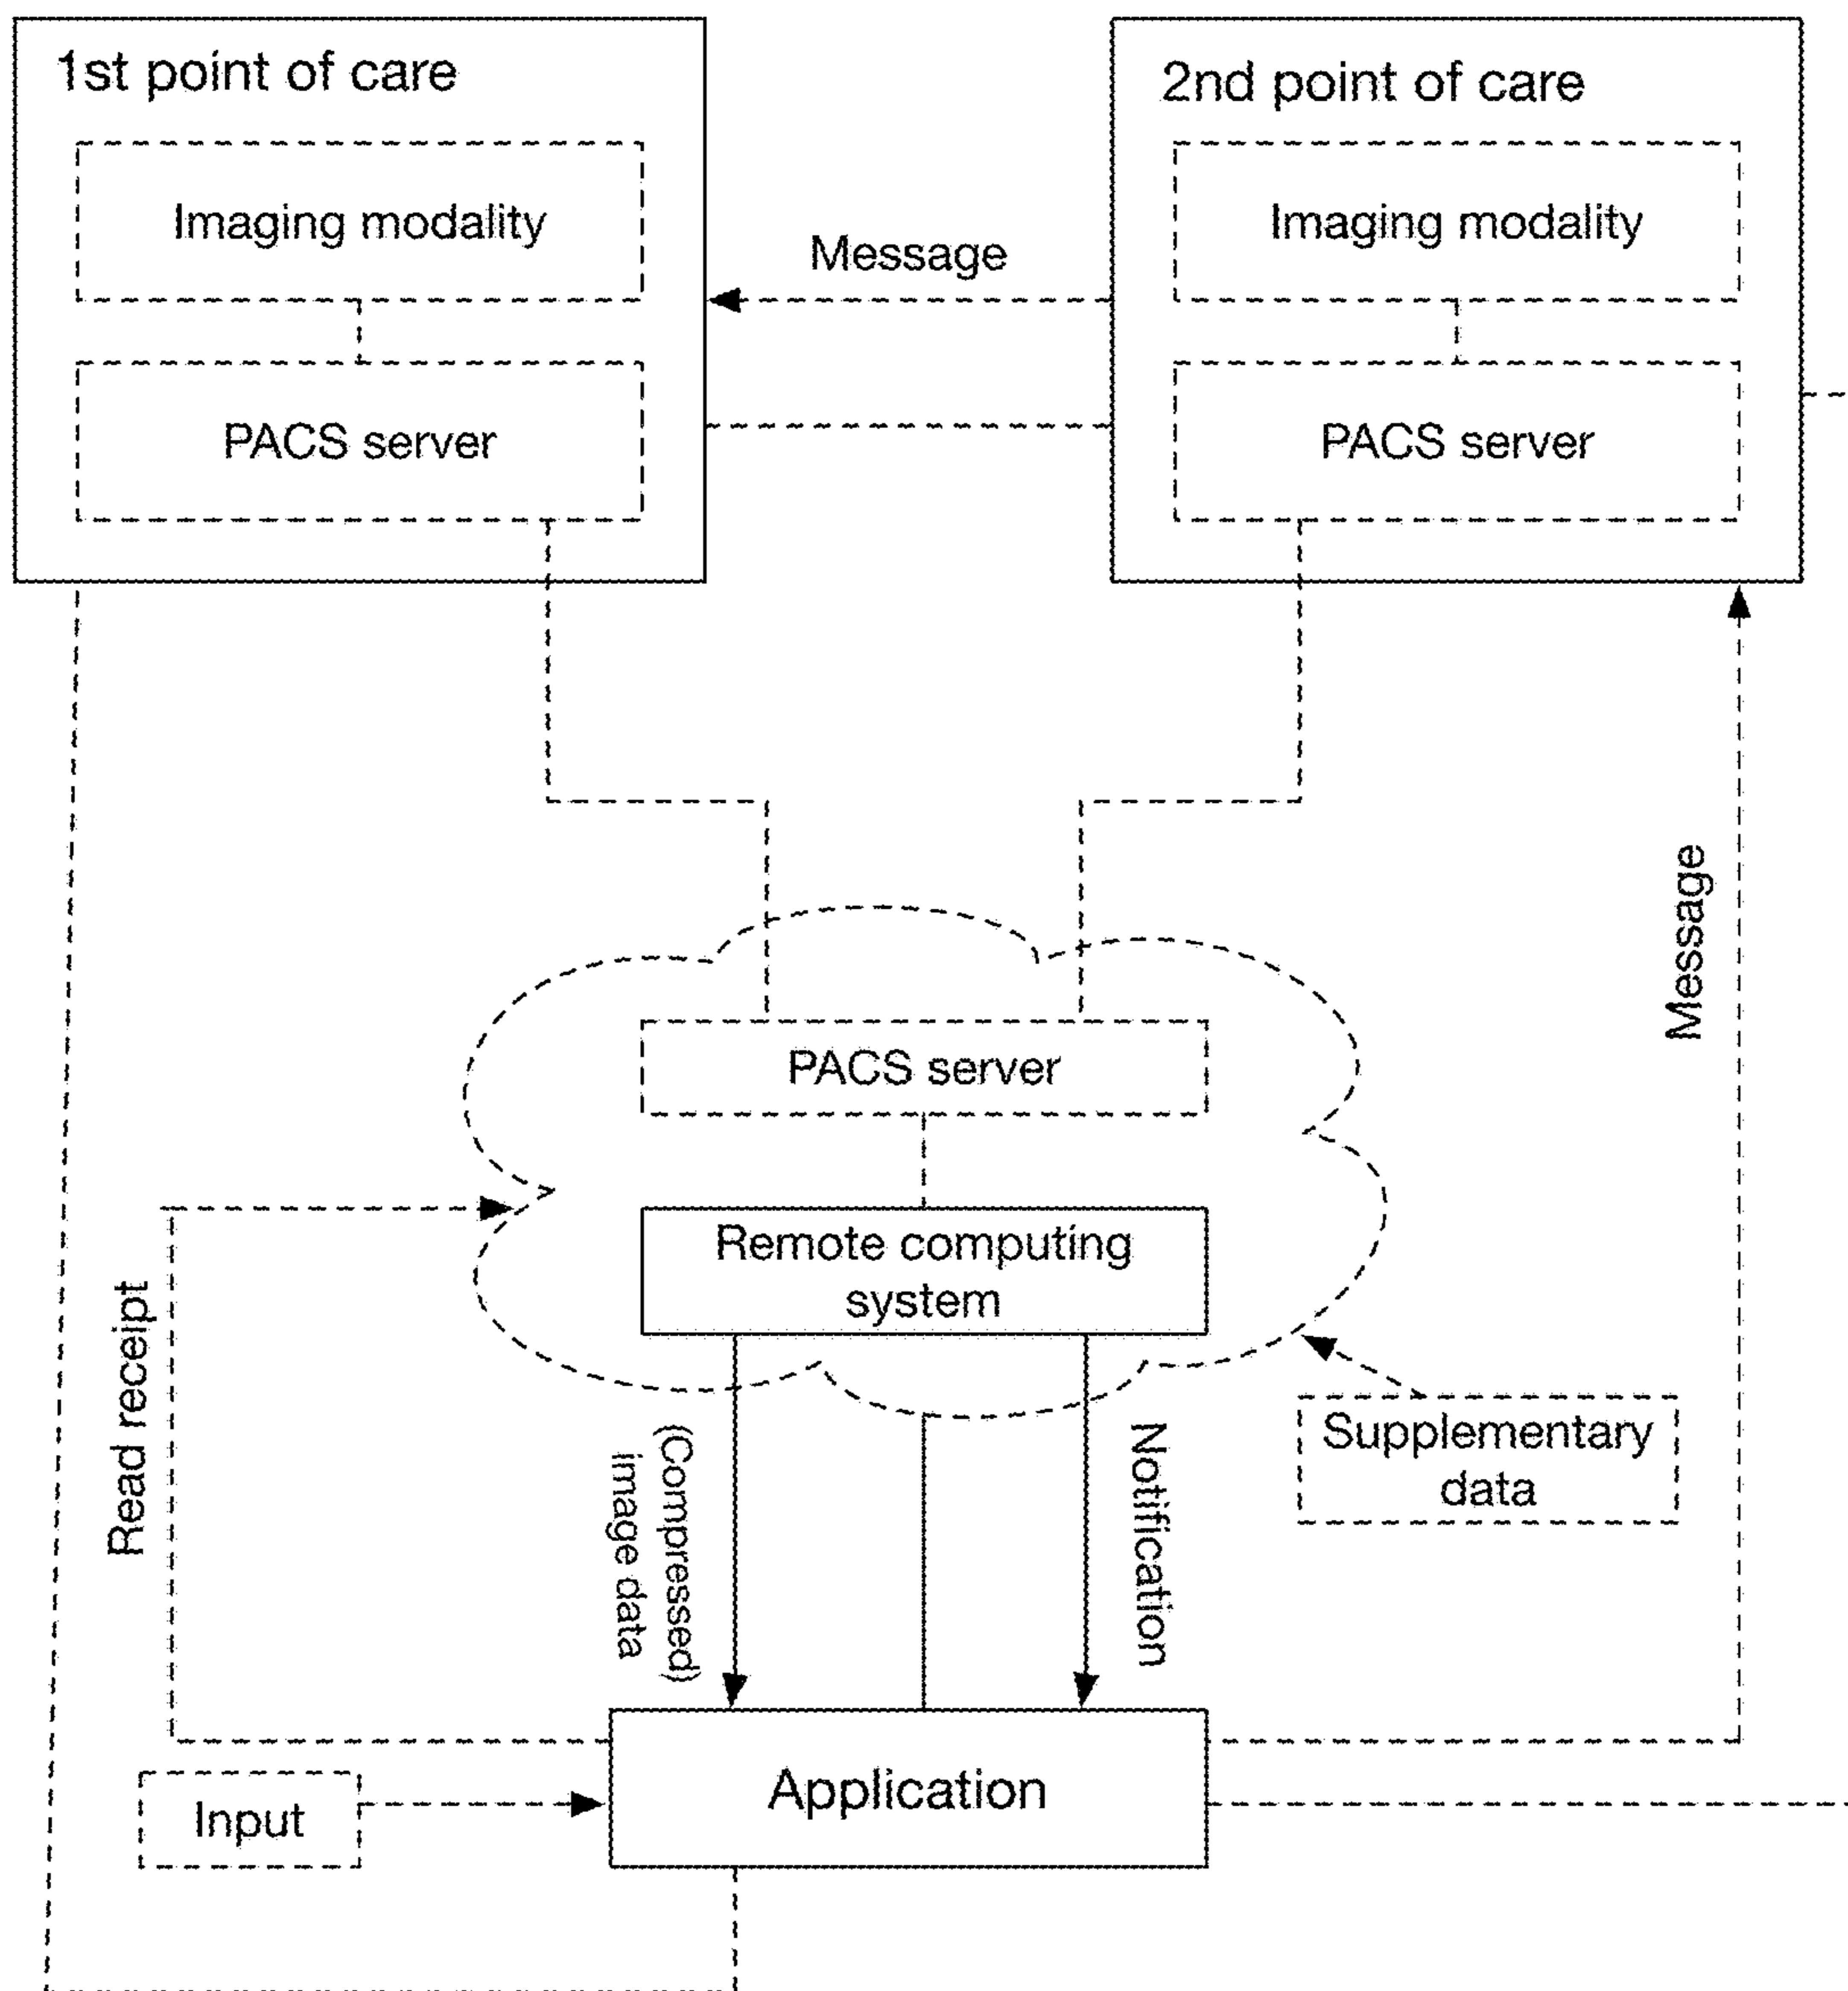 1st point of care
Imaging modality
PACS server
Message
2nd point of care
Imaging modality
PACS server
Message
PACS server
Remote computing
system
Read receipt
(Compressed)
image data
Notification
Supplementary
data
Input
Application